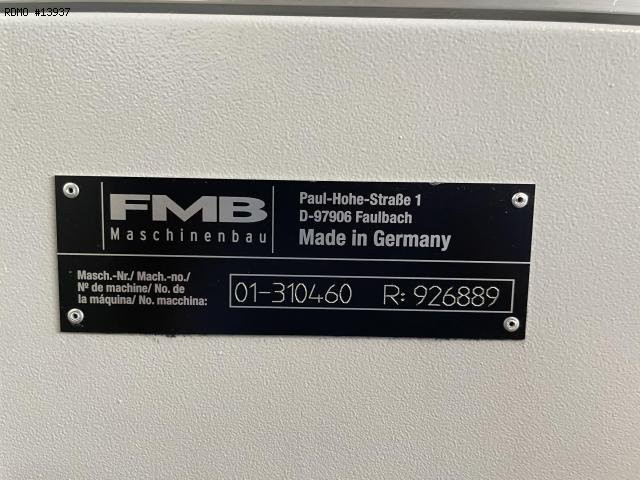 RDMO #13937
FMB
Maschinenbau
Paul-Hohe-Straße 1
D-97906 Faulbach
Made in Germany
Masch.-Nr./ Mach.-no./
Nº de machine/ No. de
la máquina/ No. macchina:
01-310460 R: 926889